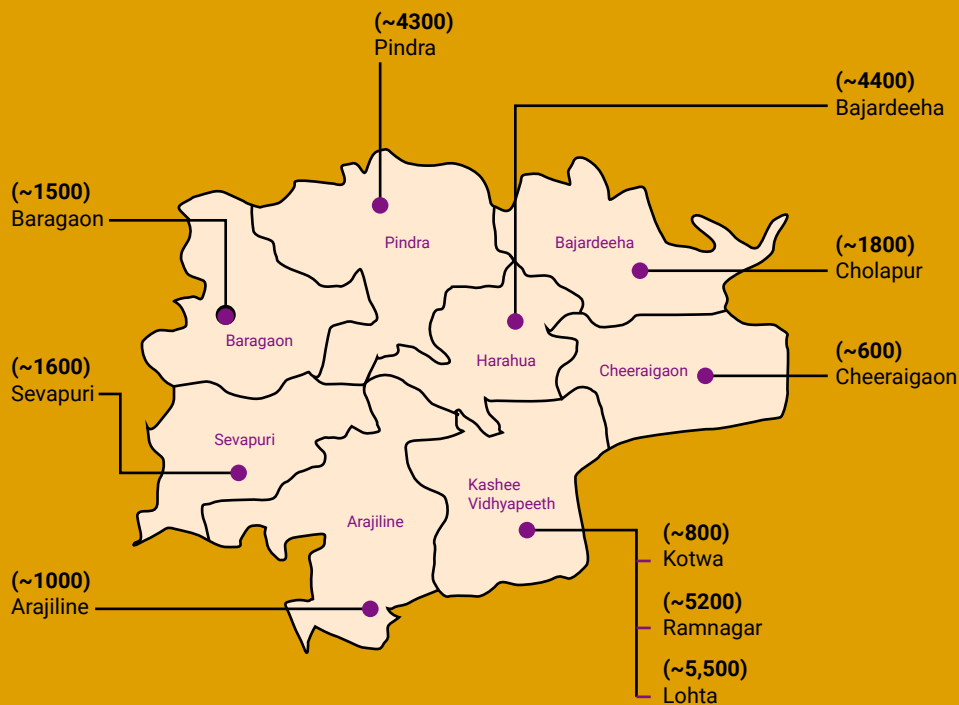 (~4300)
Pindra
(~4400)
Bajardeeha
(~1500)
Baragaon
Pindra
Bajardeeha
(~1800)
Cholapur
Baragaon
Harahua
Cheeraigaon
(~600)
Cheeraigaon
(~1600)
Sevapuri
Sevapuri
Kashee
Vidhyapeeth
Arajiline
(~800)
Kotwa
(~1000)
Arajiline
(~5200)
Ramnagar
(~5,500)
Lohta